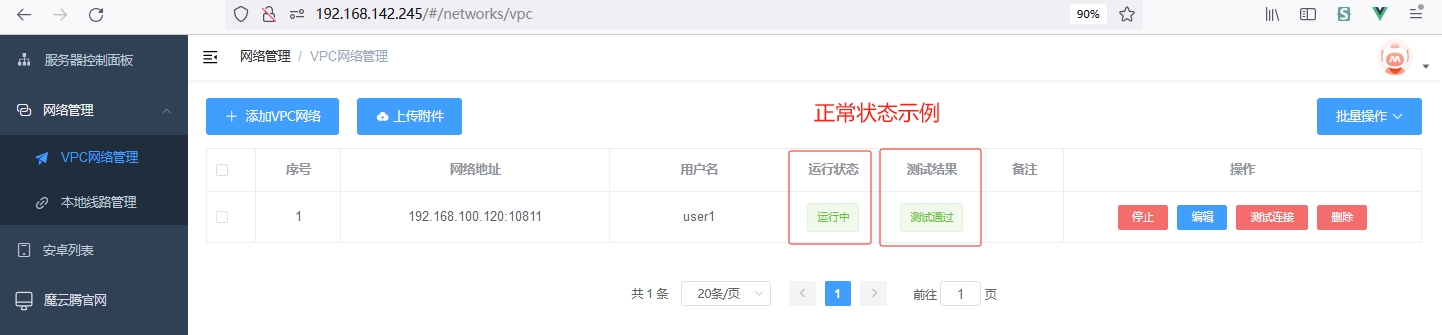 192.168.142.245/#/networks/vpc
90%
服务器控制面板
网络管理
VPC网络管理
本地线路管理
安卓列表
魔云腾官网
网络管理 / VPC网络管理
+ 添加VPC网络
上传附件
正常状态示例
批量操作
序号 网络地址 用户名 运行状态 测试结果 备注 操作
1 192.168.100.120:10811 user1 运行中 测试通过 停止 编辑 测试连接 删除
共 1 条 20条/页 1 前往 1 页